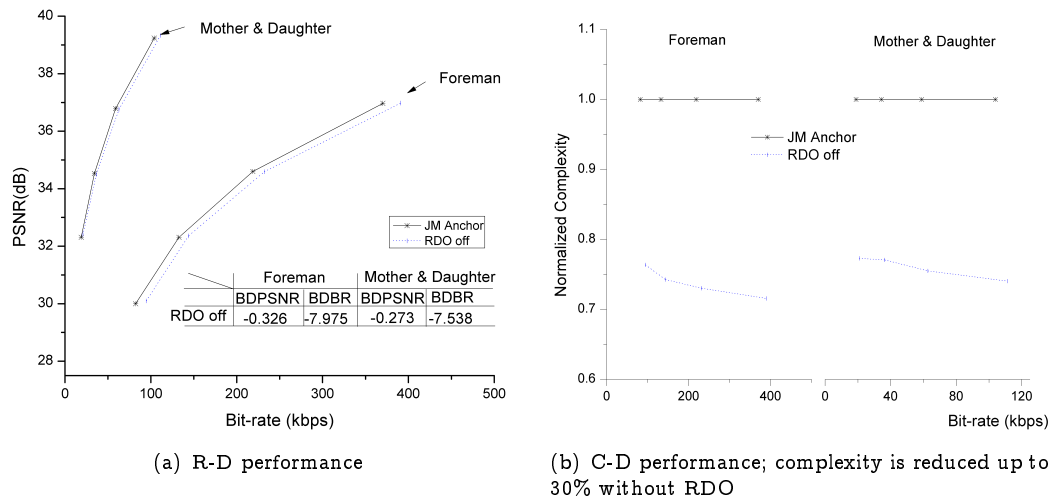 40
38
36
34
32
30
28
PSNR(dB)
Mother & Daughter
Foreman
JM Anchor
RDO off
Foreman Mother & Daughter
BDPSNR BDBR BDPSNR BDBR
RDO off -0.326 -7.975 -0.273 -7.538
0 100 200 300 400 500
Bit-rate (kbps)
(a) R-D performance
1.1
1.0
0.9
0.8
0.7
0.6
Normalized Complexity
Foreman
Mother & Daughter
JM Anchor
RDO off
0 200 400 0 40 80 120
Bit-rate (kbps)
(b) C-D performance; complexity is reduced up to
30% without RDO